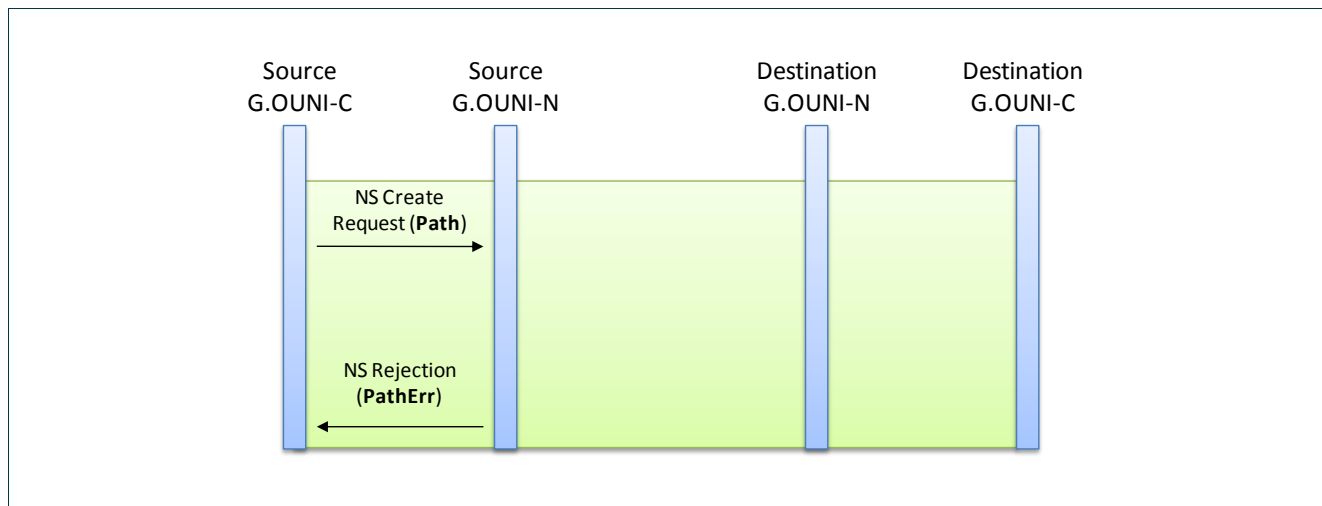 Source
G.OUNI-C
Source
G.OUNI-N
Destination
G.OUNI-N
Destination
G.OUNI-C
NS Create
Request (Path)
NS Rejection
(PathErr)